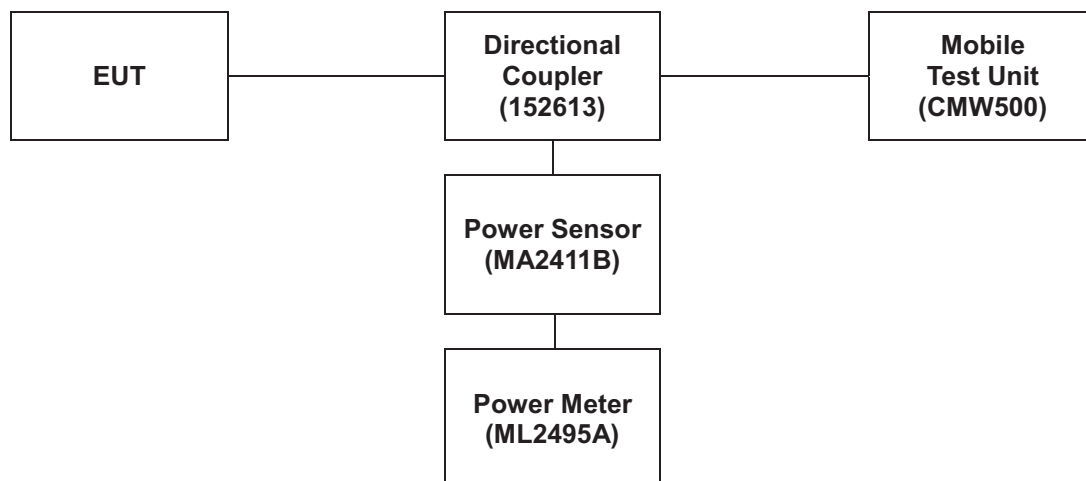 EUT
Directional
Coupler
(152613)
Mobile
Test Unit
(CMW500)
Power Sensor
(MA2411B)
Power Meter
(ML2495A)